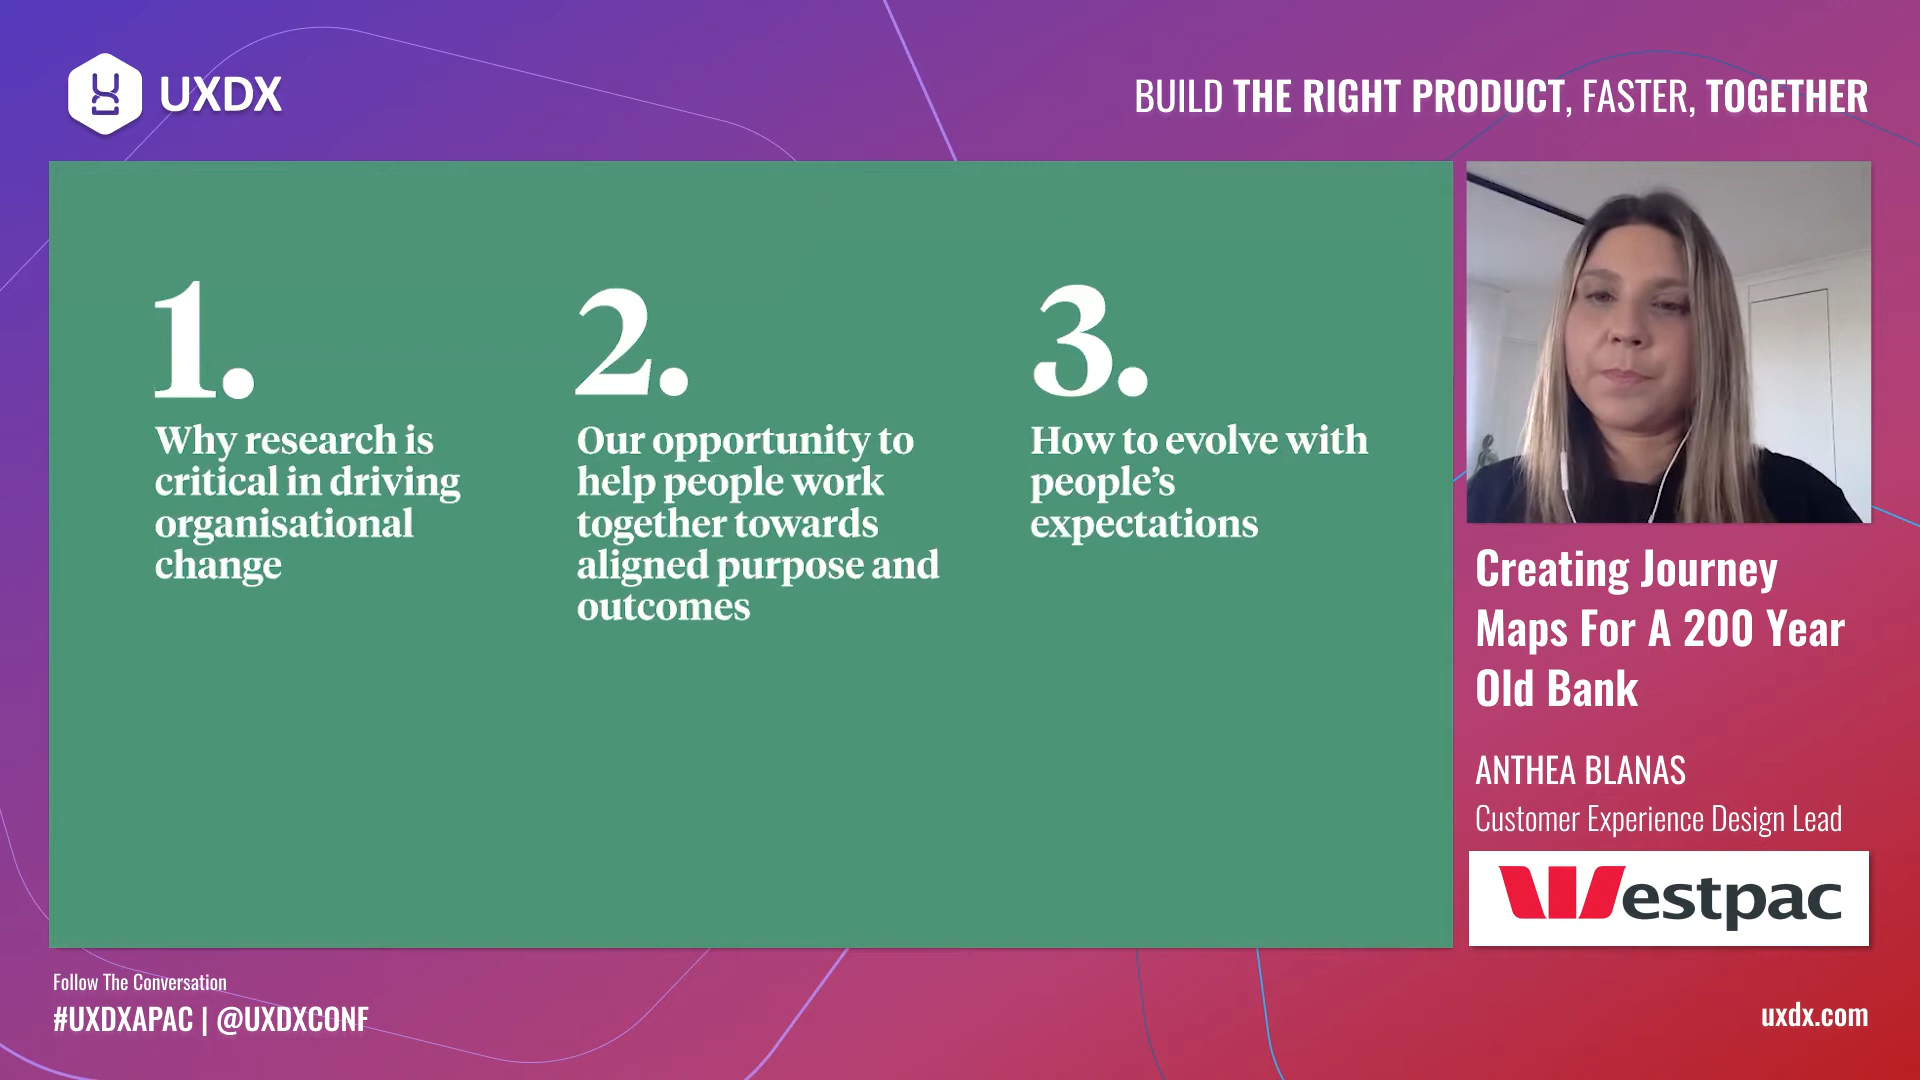 UXDX
BUILD THE RIGHT PRODUCT, FASTER, TOGETHER
1.
Why research is
critical in driving
organisational
change
2.
Our opportunity to
help people work
together towards
aligned purpose and
outcomes
3.
How to evolve with
people’s
expectations
Creating Journey
Maps For A 200 Year
Old Bank
ANTHEA BLANAS
Customer Experience Design Lead
Westpac
Follow The Conversation
#UXDXAPAC | @UXDXCONF
uxdx.com